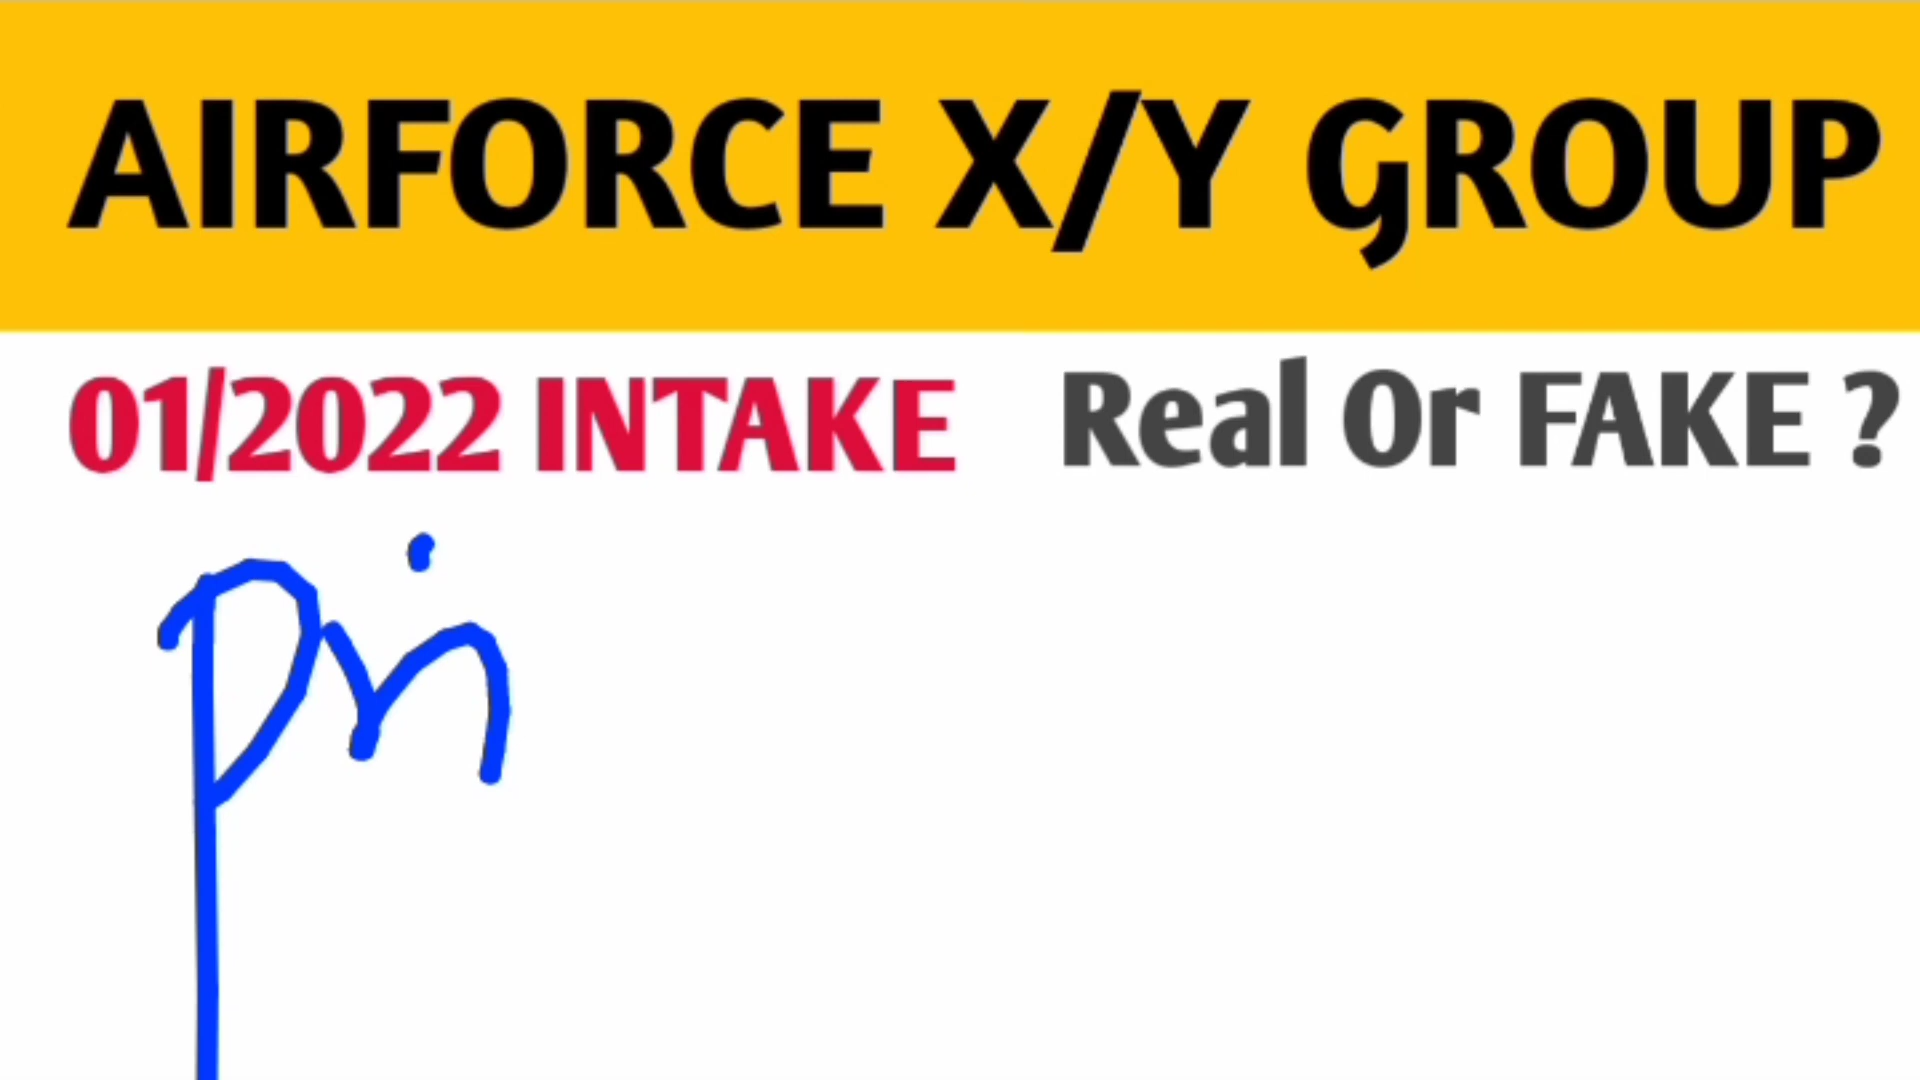 AIRFORCE X/Y GROUP
01/2022 INTAKE Real Or FAKE ?